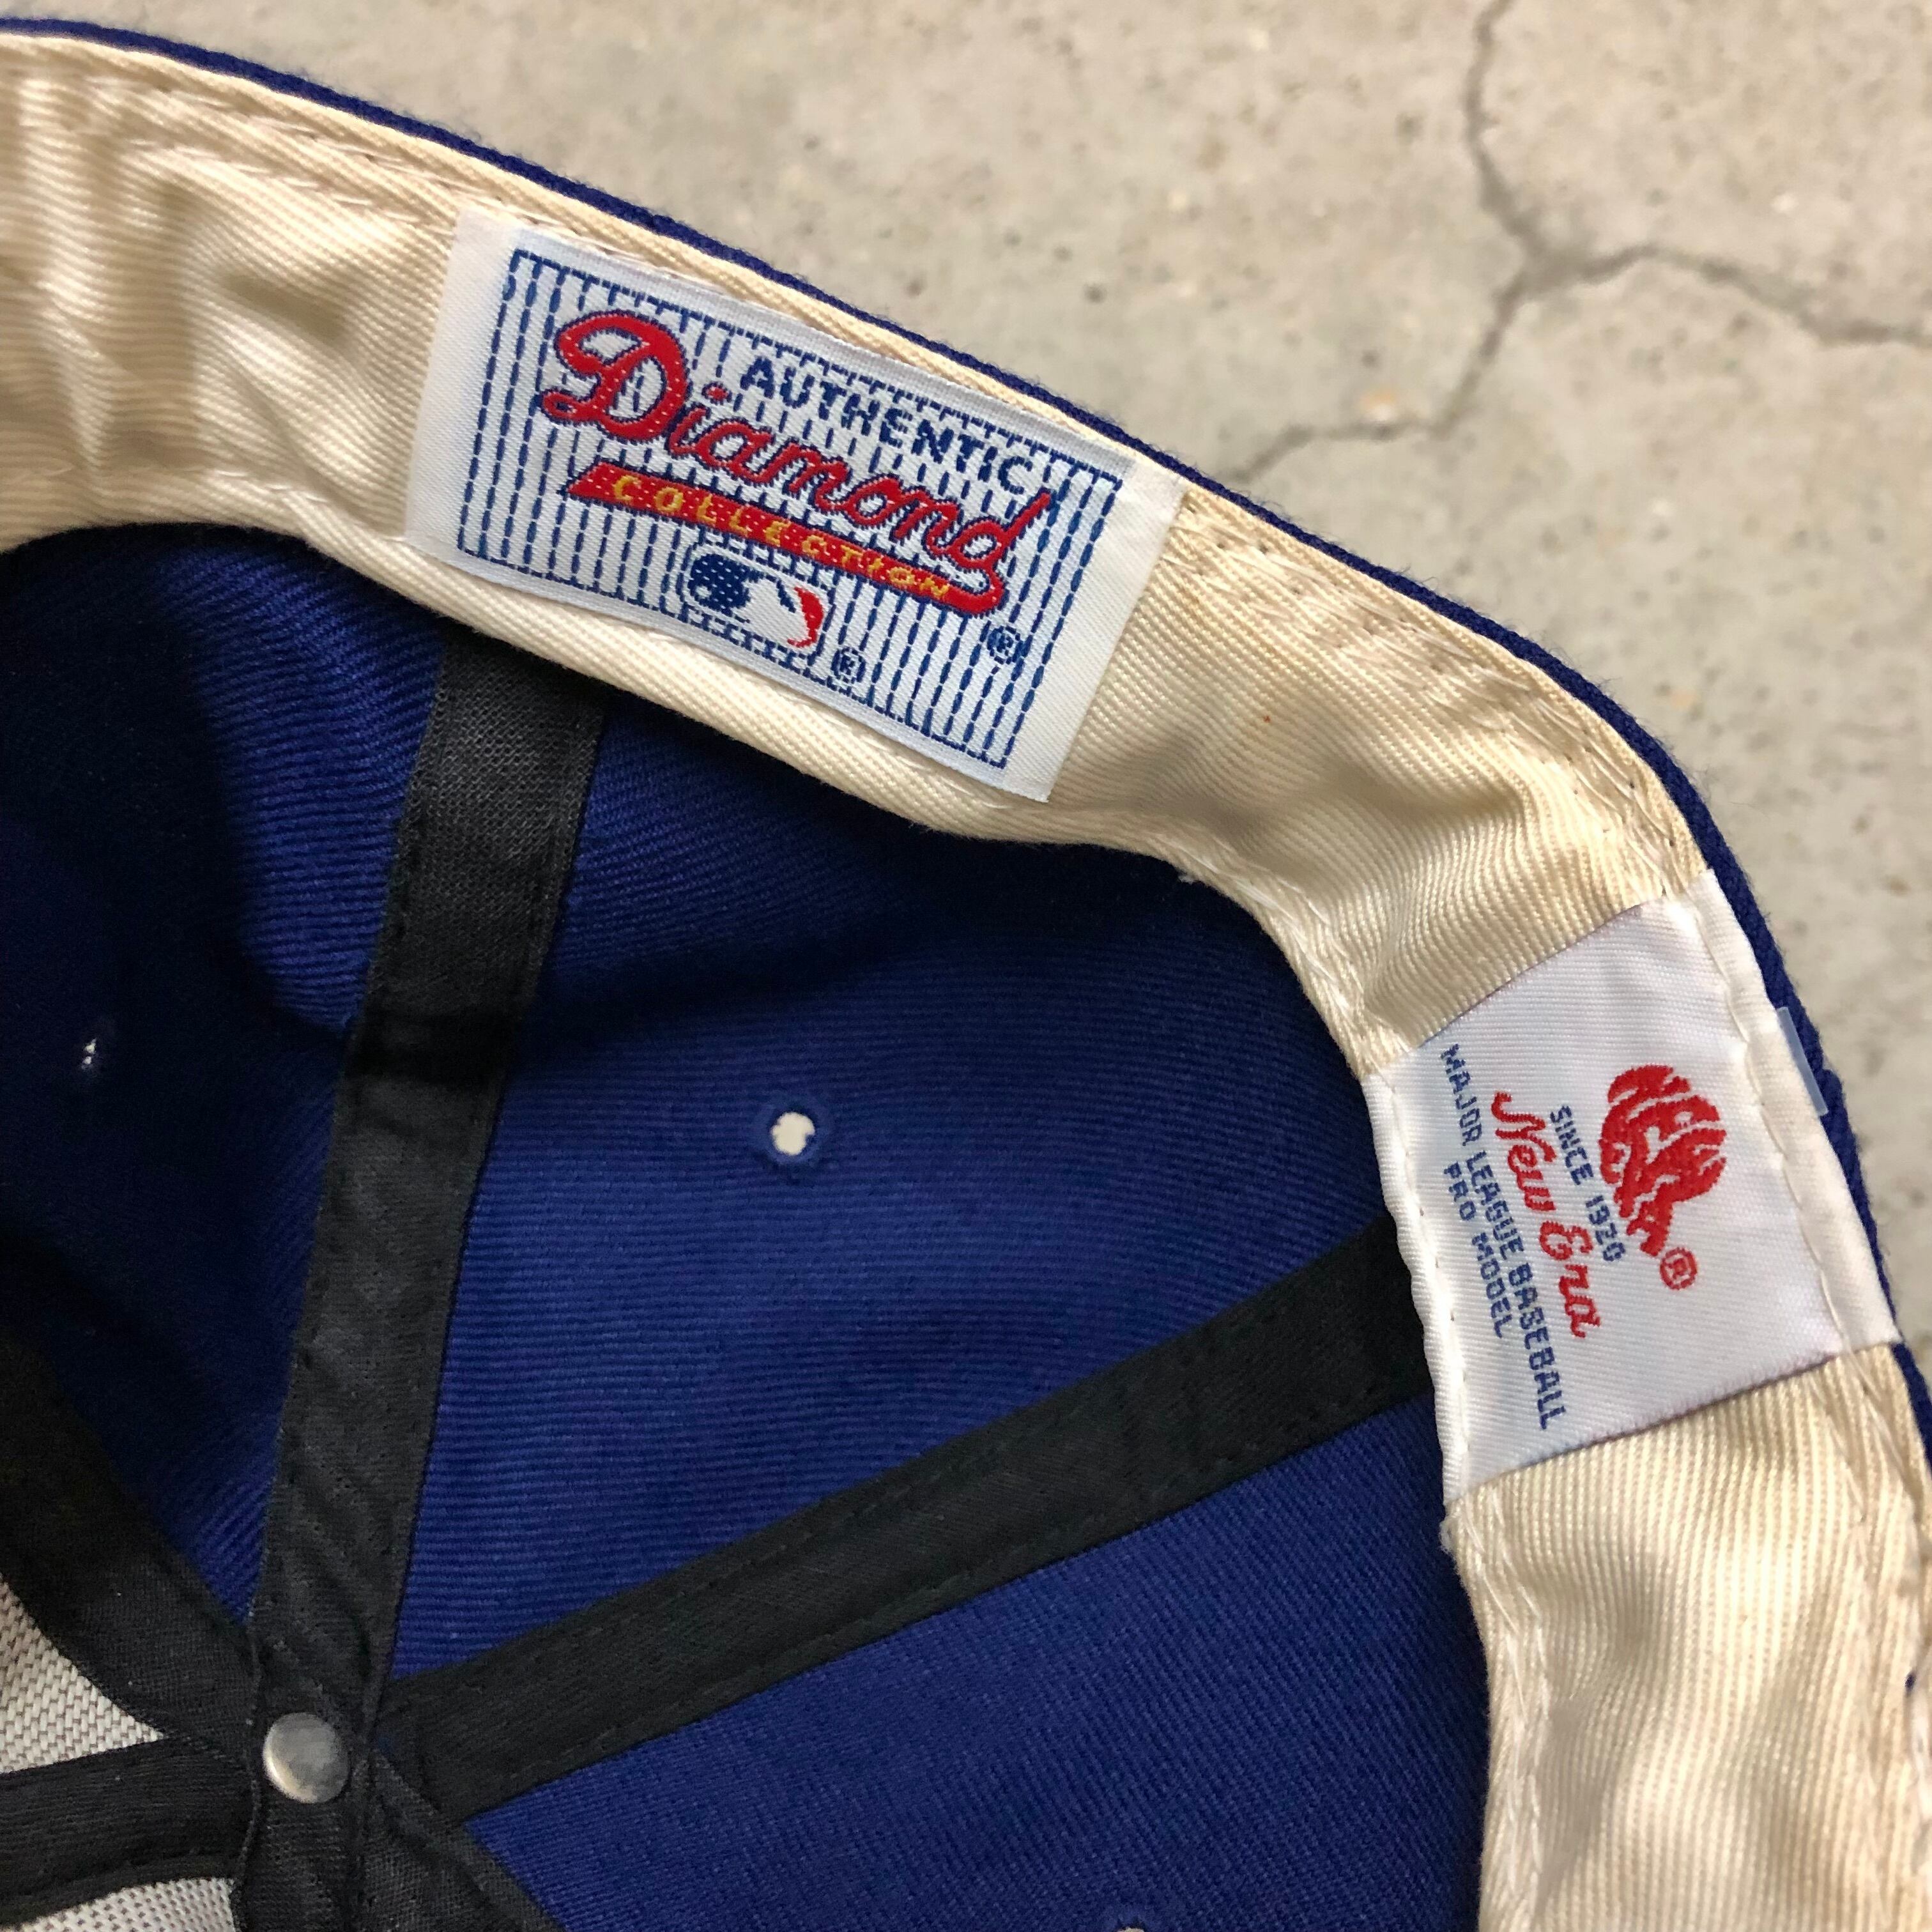 AUTHENTIC
Diamond
COLLECTION
®
®
®
SINCE 1920
New Era
MAJOR LEAGUE BASEBALL
PRO MODEL